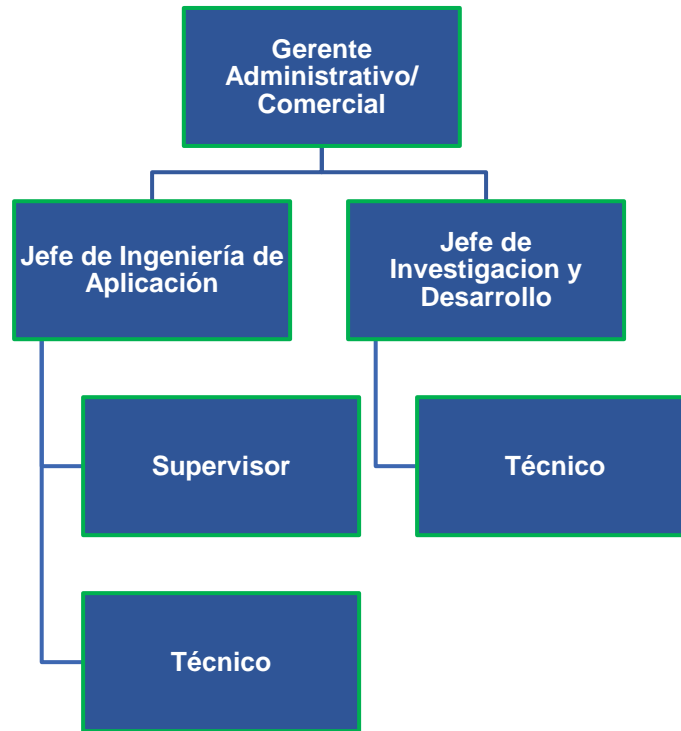 Gerente
Administrativo/
Comercial
Jefe de Ingeniería de
Aplicación
Jefe de
Investigacion y
Desarrollo
Supervisor
Técnico
Técnico